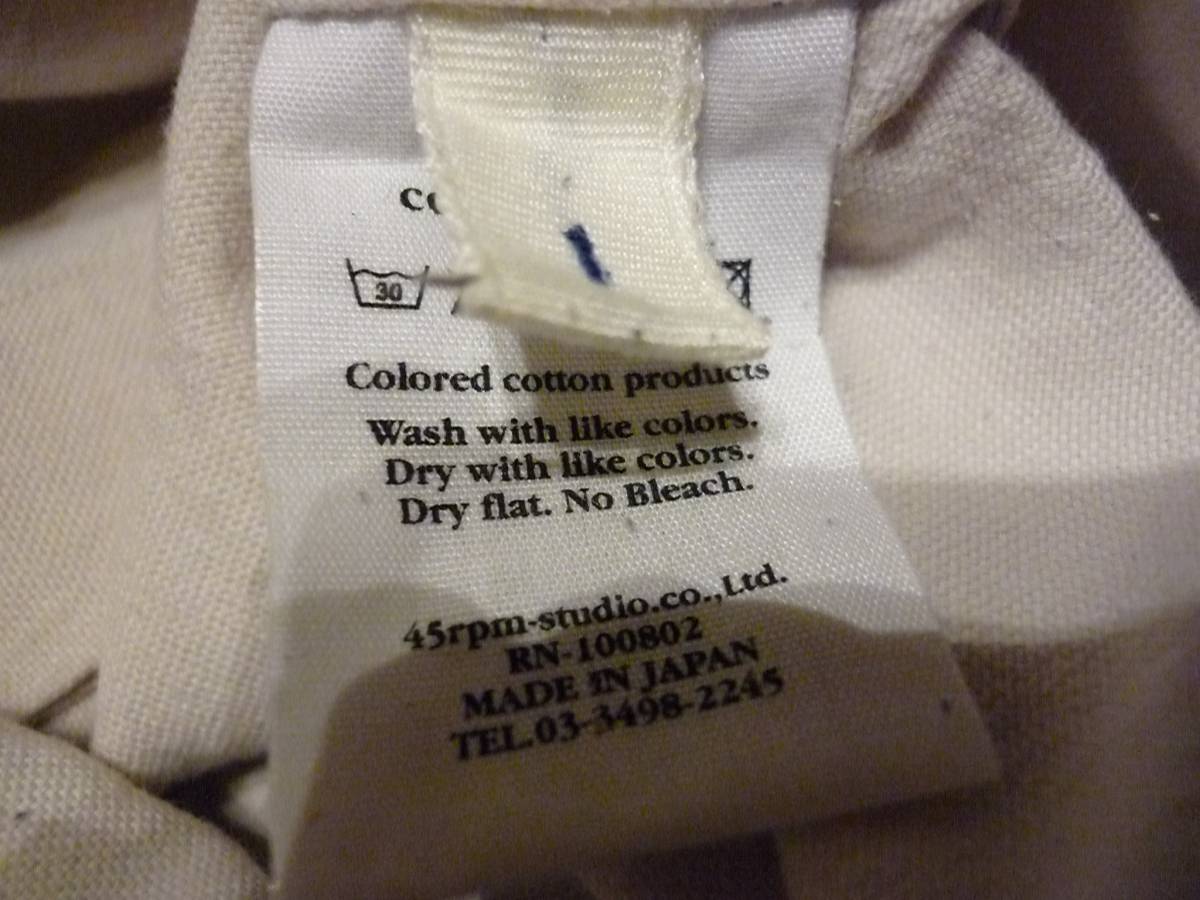 30
Colored cotton products
Wash with like colors.
Dry with like colors.
Dry flat. No Bleach.
45rpm-studio.co.,Ltd.
RN-100802
MADE IN JAPAN
TEL.03-3498-2245